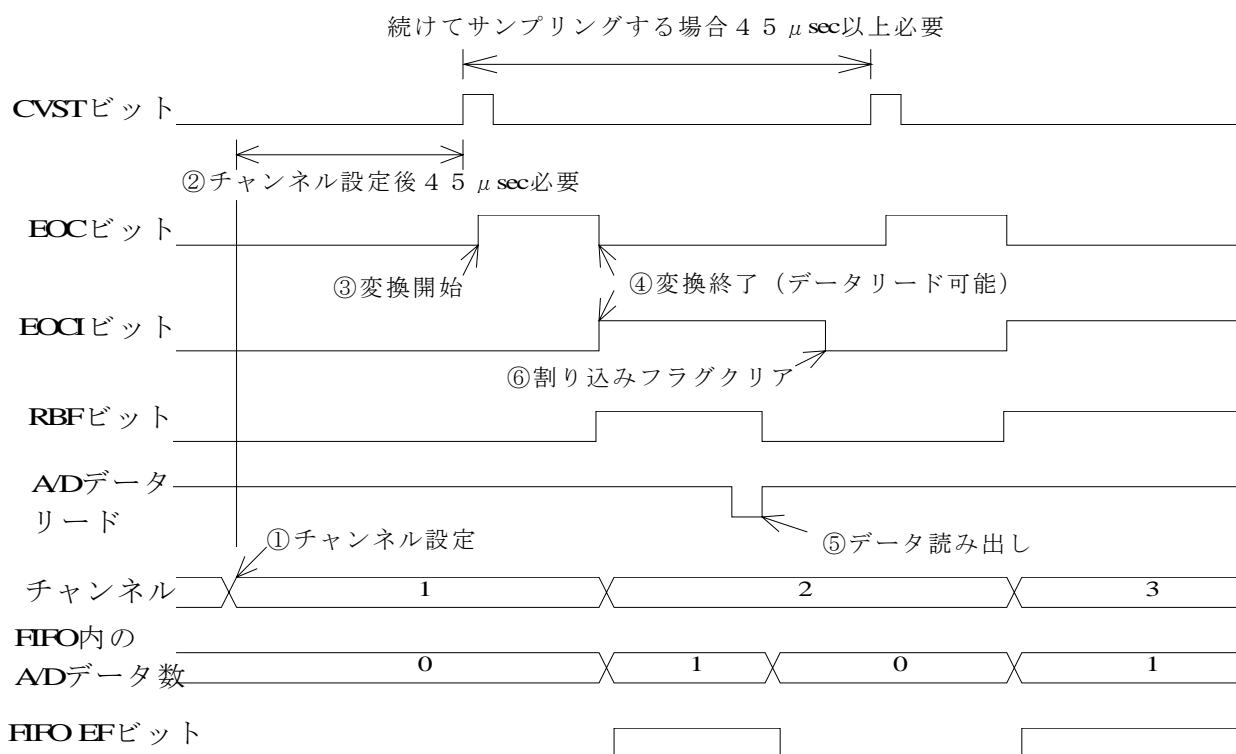 続けてサンプリングする場合４５μsec以上必要
CVSTビット
②チャンネル設定後４５μsec必要
EOCビット
③変換開始
④変換終了（データリード可能）
EOCIビット
⑥割り込みフラグクリア
RBFビット
A/Dデータ
リード
①チャンネル設定
⑤データ読み出し
チャンネル 1 2 3
FIFO内の
A/Dデータ数 0 1 0 1
FIFO EFビット